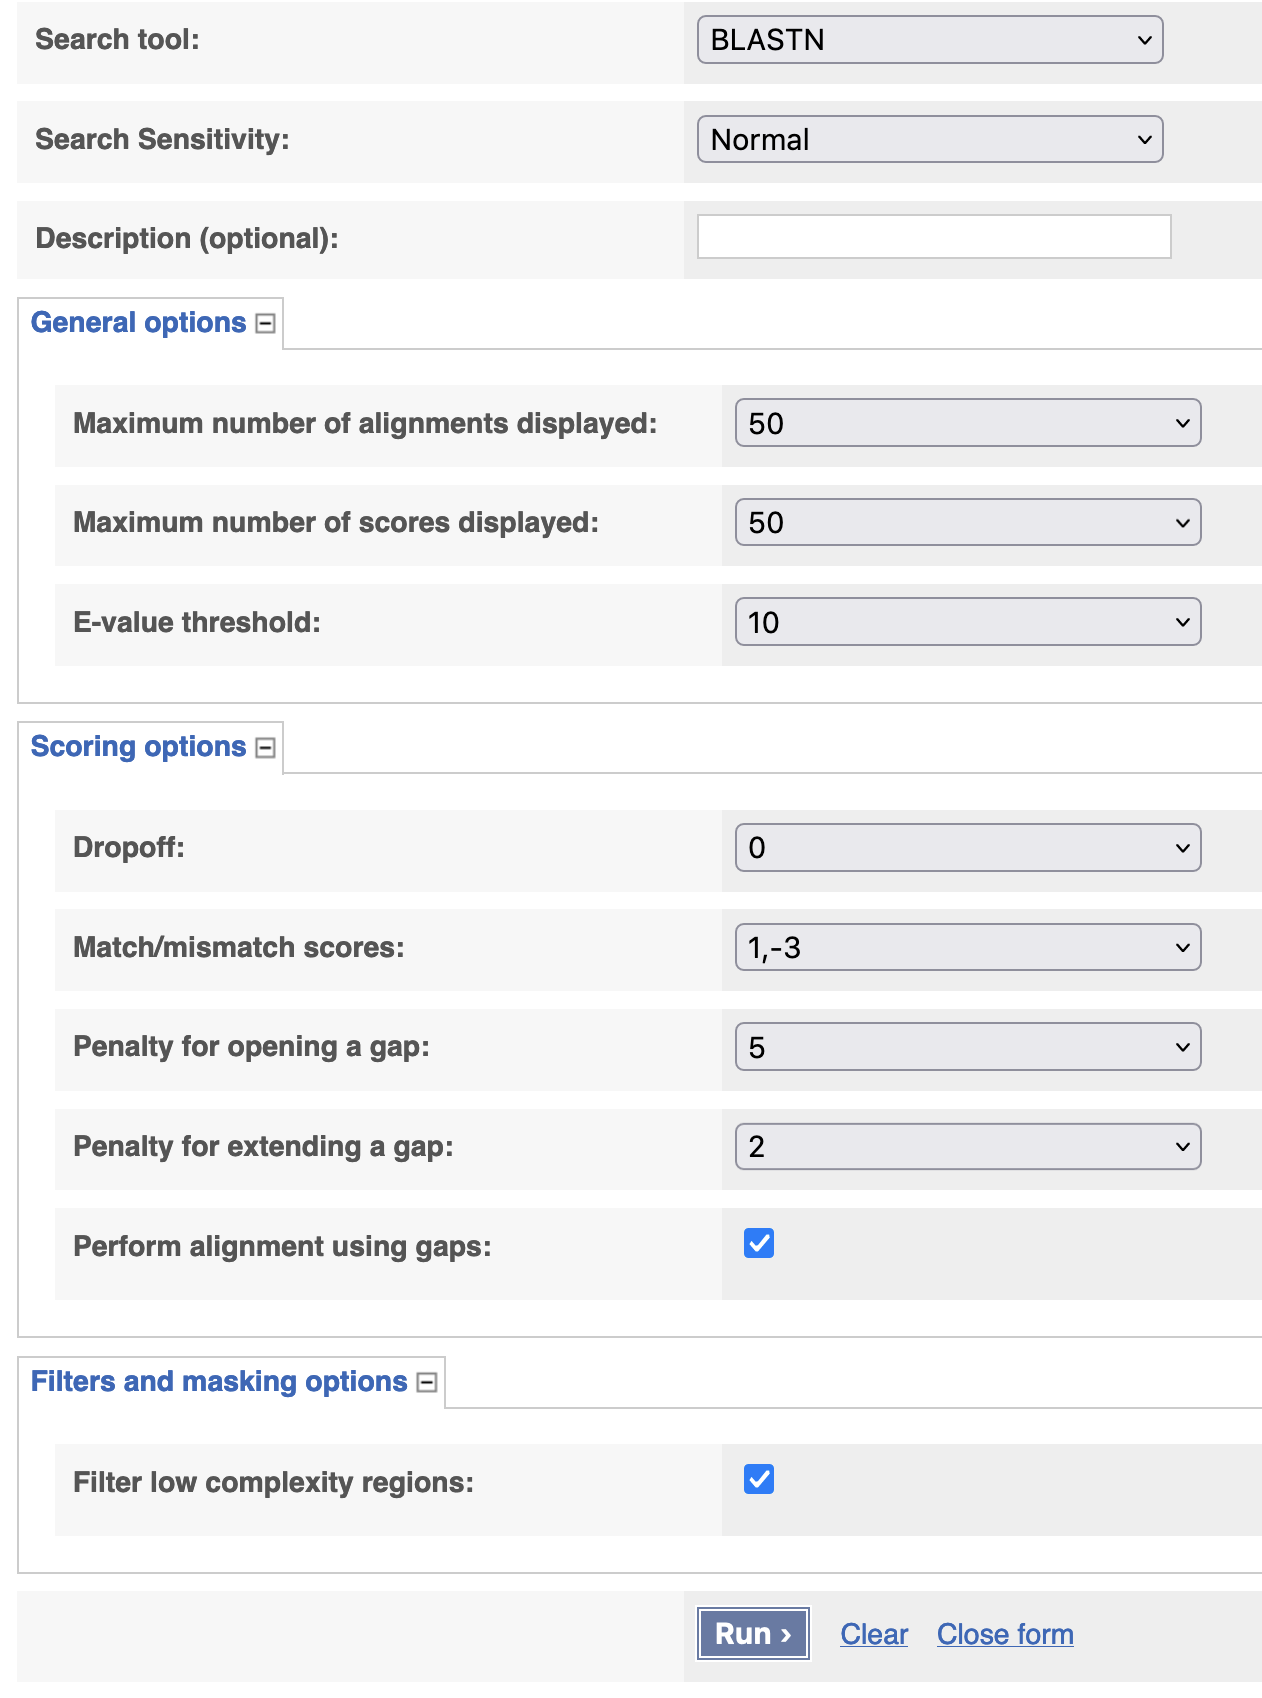 Search tool: BLASTN
Search Sensitivity: Normal
Description (optional):
General options
Maximum number of alignments displayed: 50
Maximum number of scores displayed: 50
E-value threshold: 10
Scoring options
Dropoff: 0
Match/mismatch scores: 1,-3
Penalty for opening a gap: 5
Penalty for extending a gap: 2
Perform alignment using gaps:
Filters and masking options
Filter low complexity regions:
Run › Clear Close form